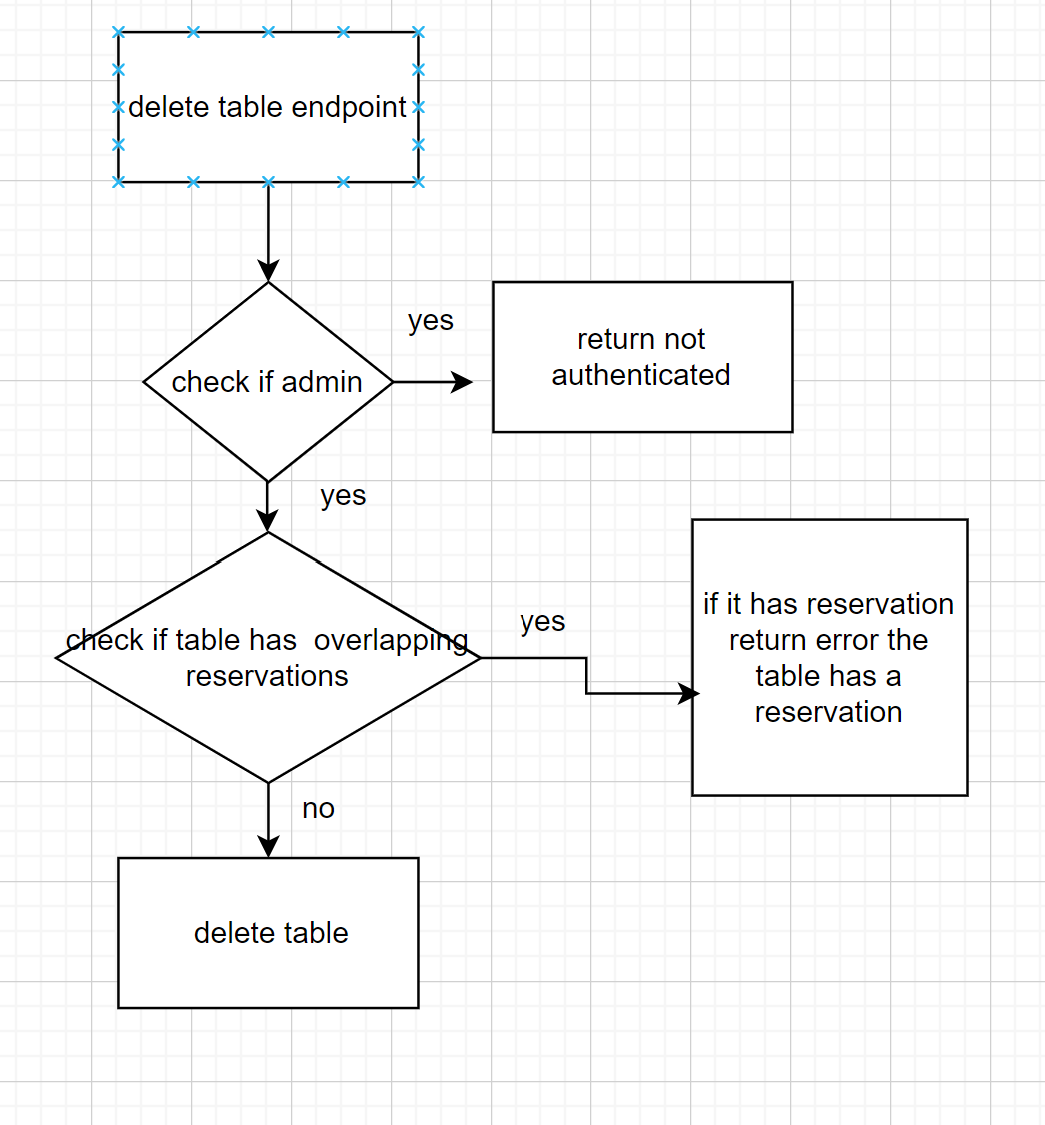 delete table endpoint
yes
return not
authenticated
check if admin
yes
if it has reservation
return error the
table has a
reservation
yes
check if table has  overlapping
reservations
no
delete table